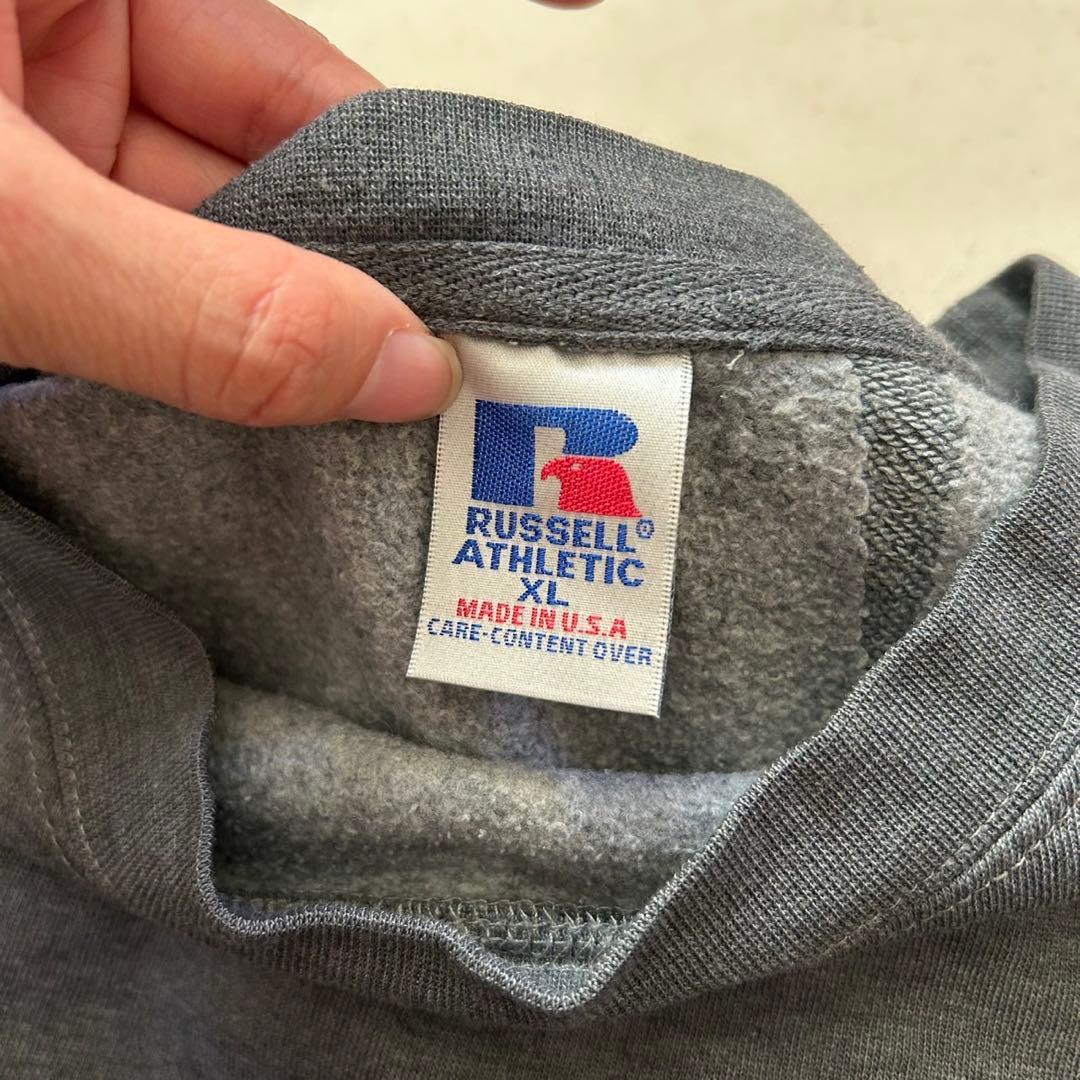 R
RUSSELL®
ATHLETIC
XL
MADE IN U.S.A
CARE-CONTENT OVER